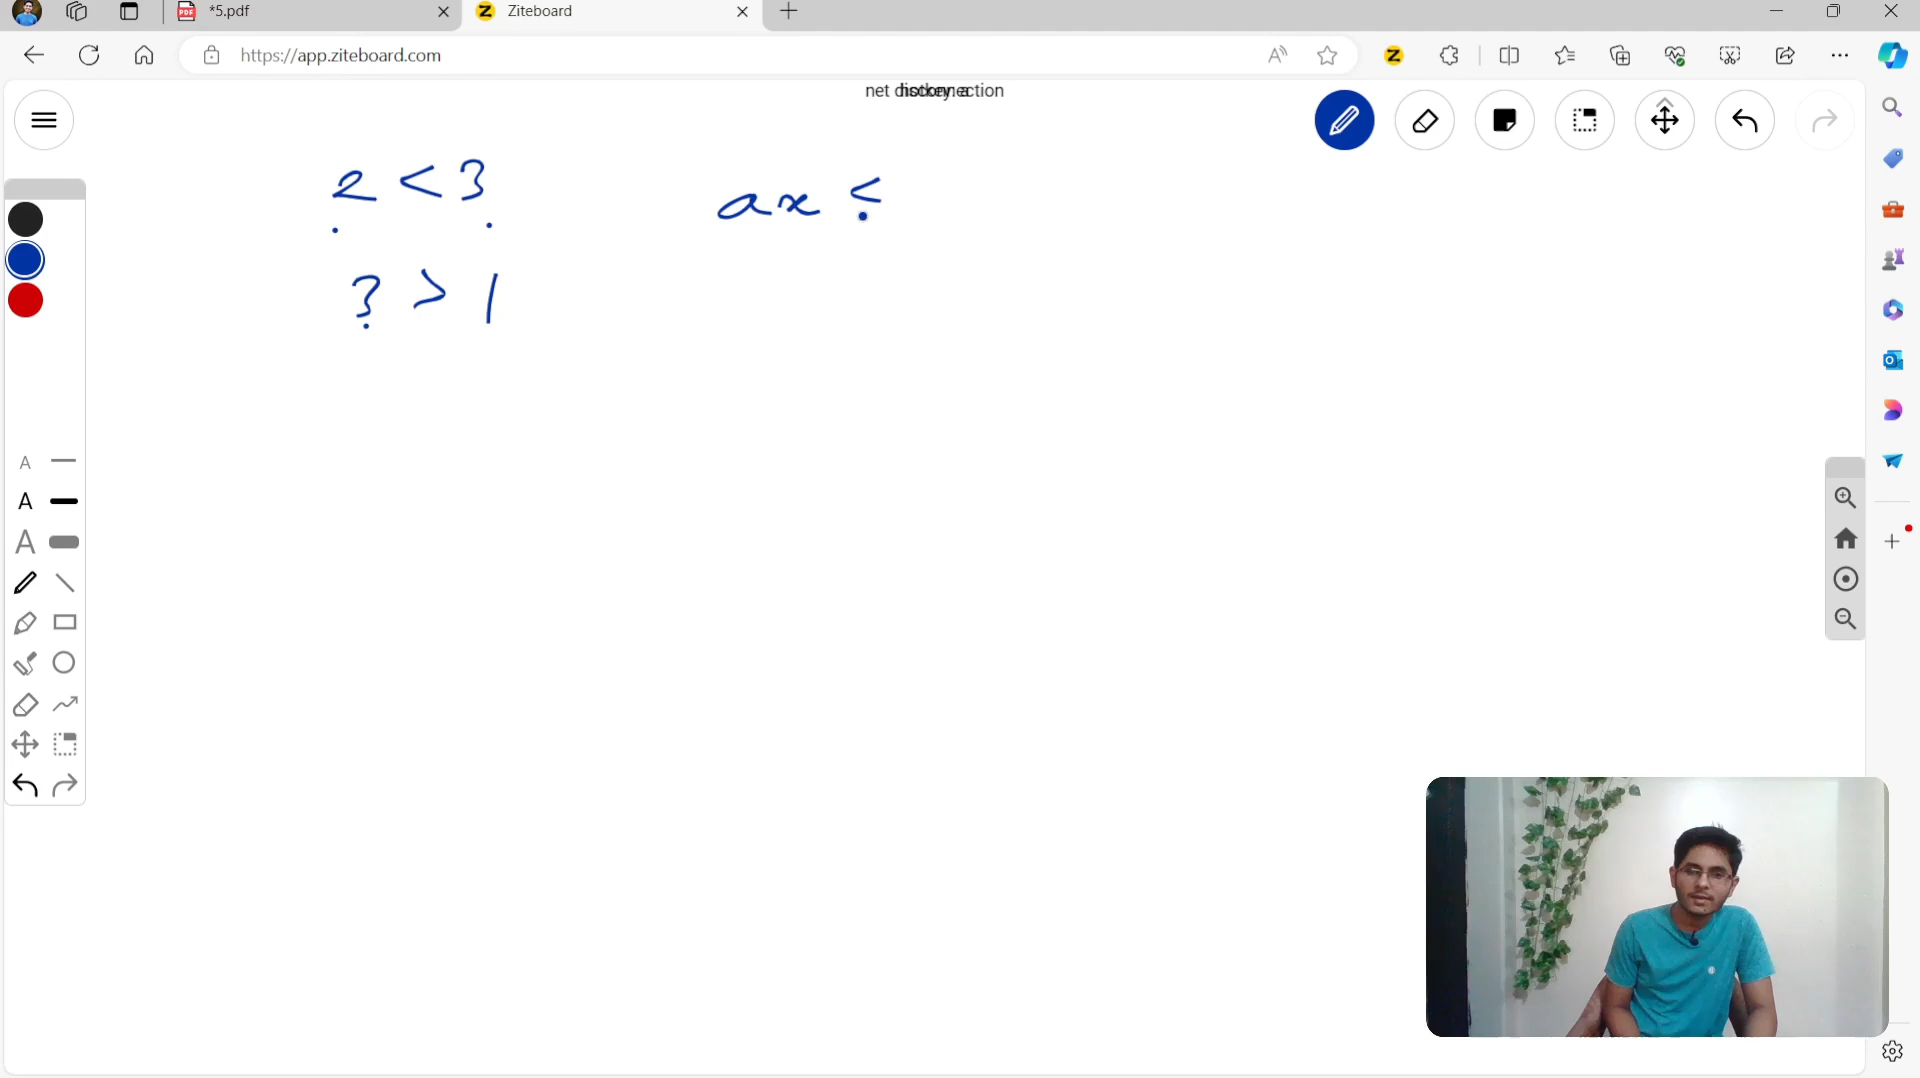 *5.pdf
Ziteboard
https://app.ziteboard.com
2 < 3
ax <
? > 1
A
A
A